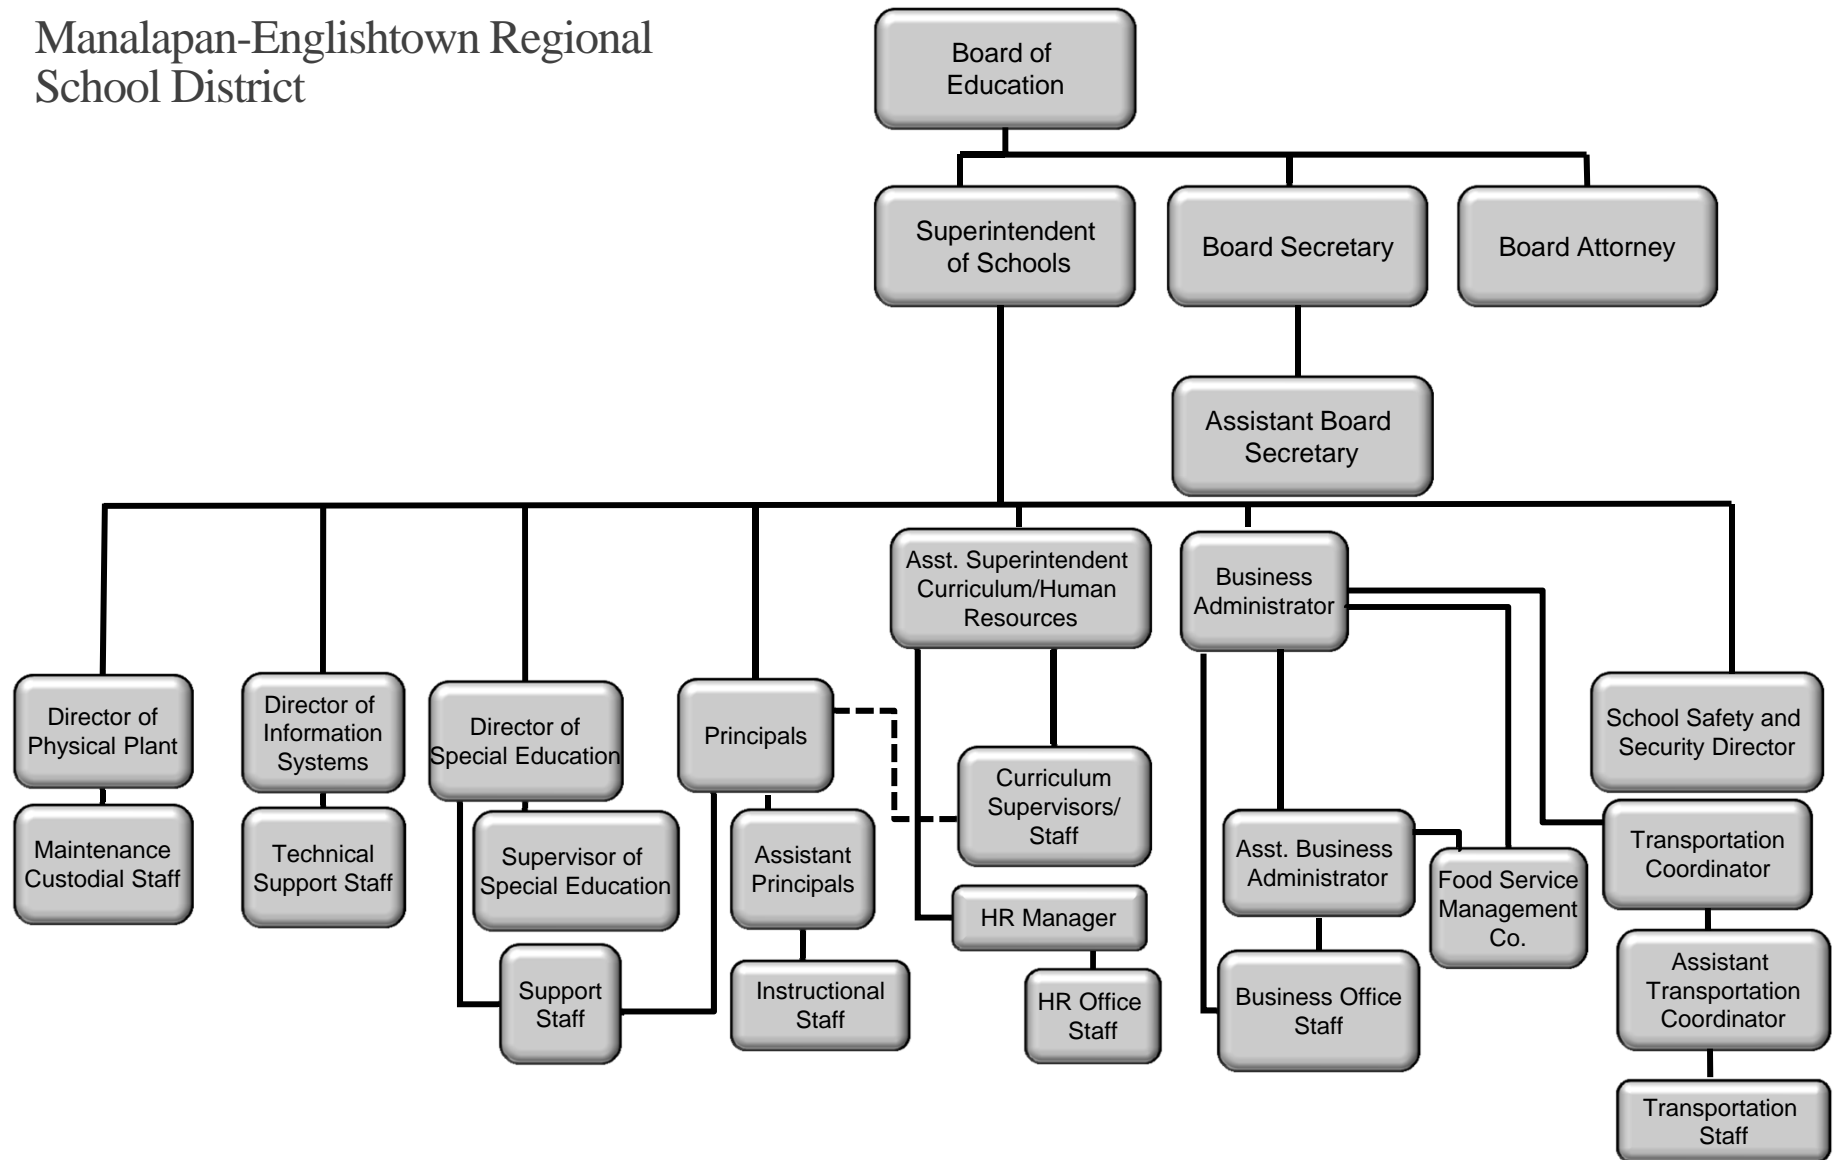 Manalapan-Englishtown Regional
School District
Board of
Education
Superintendent
of Schools
Board Secretary
Board Attorney
Assistant Board
Secretary
Asst. Superintendent
Curriculum/Human
Resources
Business
Administrator
Director of
Physical Plant
Director of
Information
Systems
Director of
Special Education
Principals
School Safety and
Security Director
Curriculum
Supervisors/
Staff
Maintenance
Custodial Staff
Technical
Support Staff
Supervisor of
Special Education
Assistant
Principals
Asst. Business
Administrator
Food Service
Management
Co.
Transportation
Coordinator
HR Manager
Support
Staff
Instructional
Staff
HR Office
Staff
Business Office
Staff
Assistant
Transportation
Coordinator
Transportation
Staff